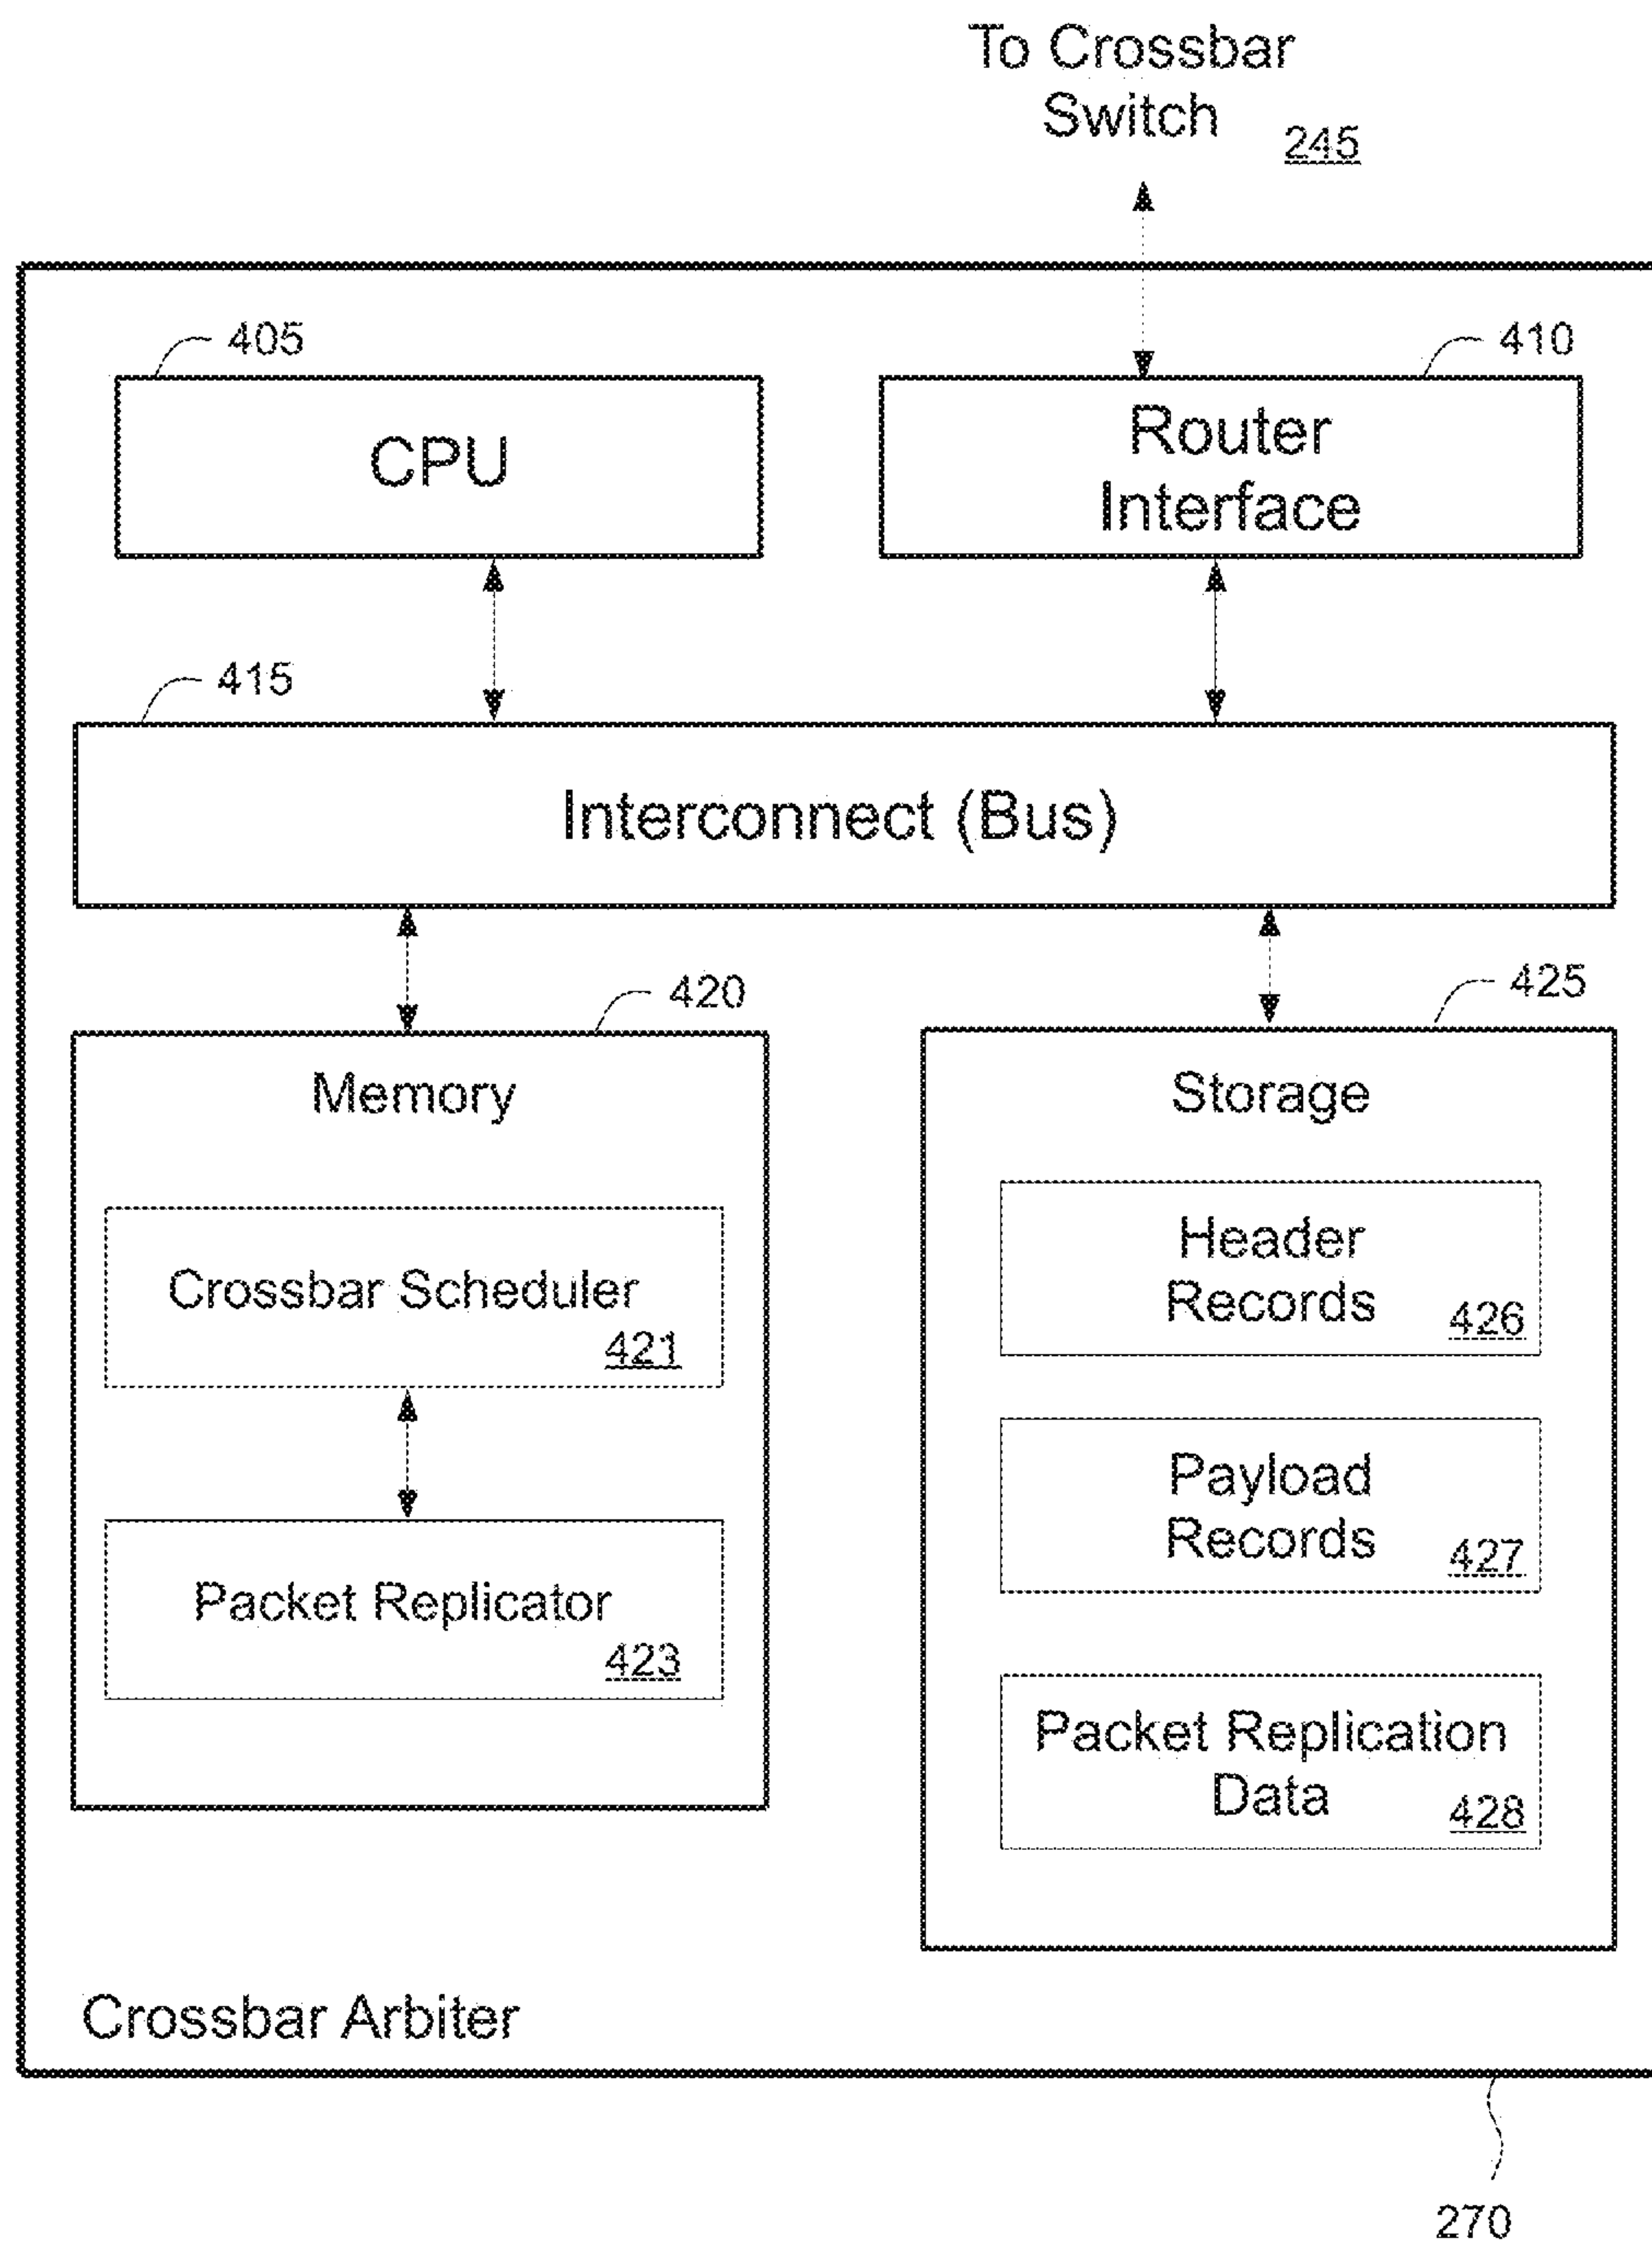 To Crossbar
Switch 245
405
410
CPU
Router
Interface
415
Interconnect (Bus)
420
425
Memory
Storage
Crossbar Scheduler
421
Packet Replicator
423
Header
Records 426
Payload
Records 427
Packet Replication
Data 428
Crossbar Arbiter
270